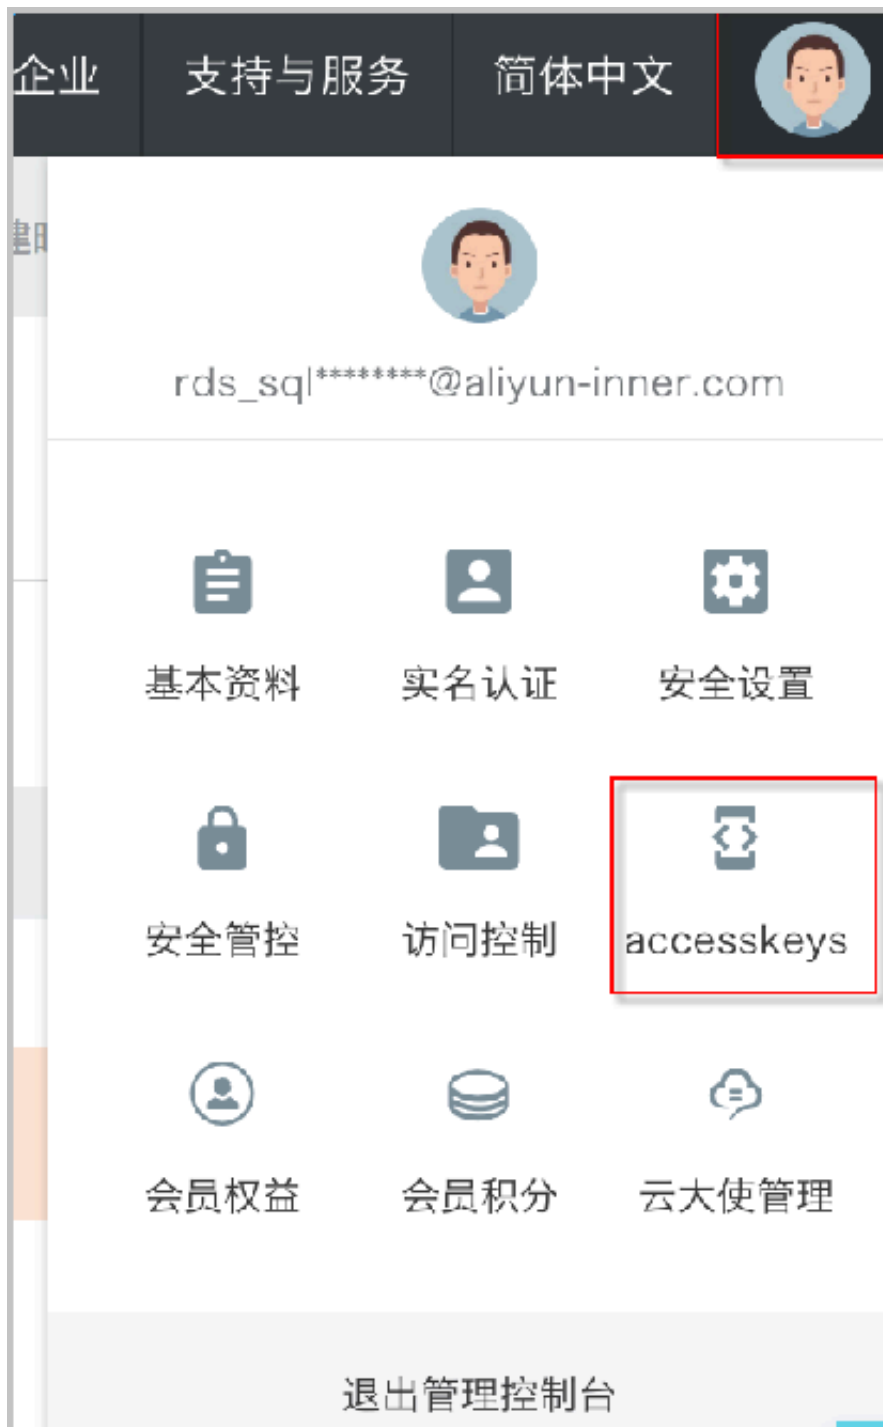 企业 支持与服务 简体中文
rds_sql********@aliyun-inner.com
基本资料 实名认证 安全设置
安全管控 访问控制 accesskeys
会员权益 会员积分 云大使管理
退出管理控制台